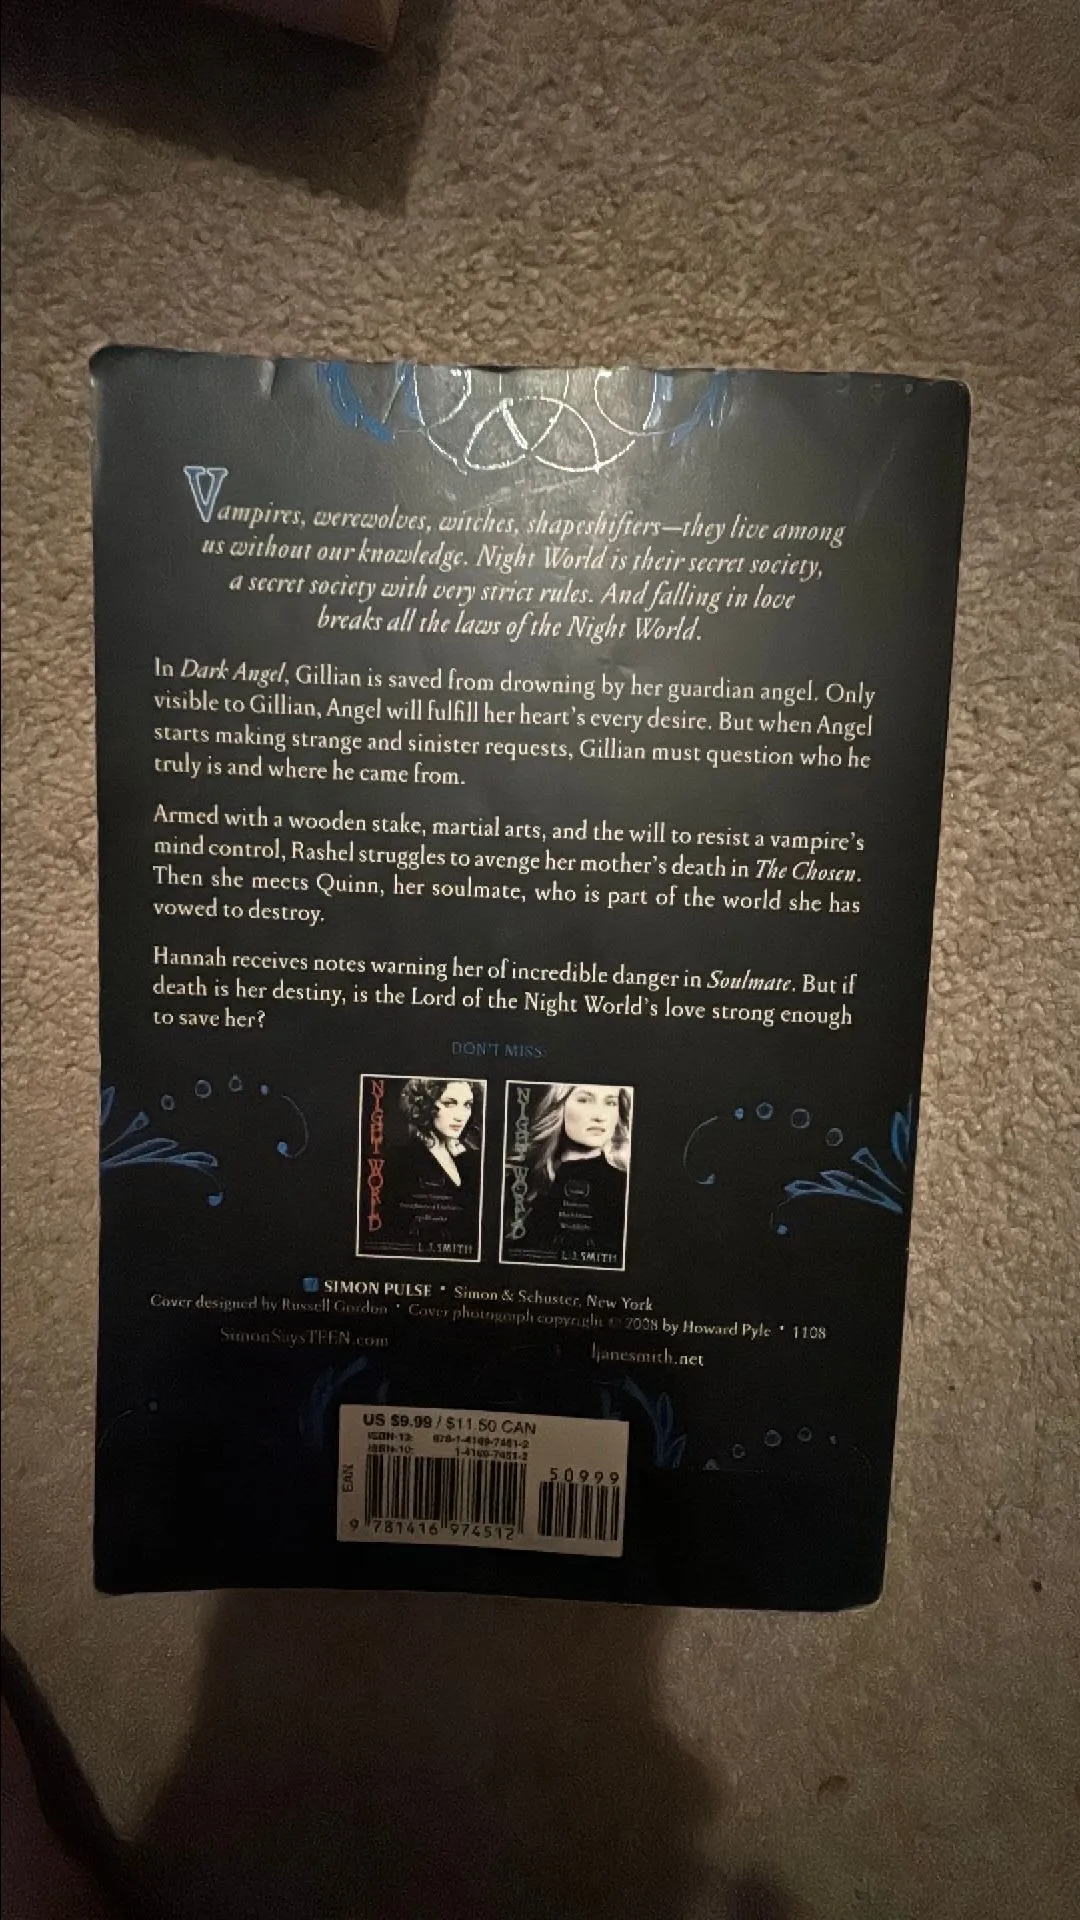 Vampires, werewolves, witches, shapeshifters—they live among
us without our knowledge. Night World is their secret society,
a secret society with very strict rules. And falling in love
breaks all the laws of the Night World.
In Dark Angel, Gillian is saved from drowning by her guardian angel. Only
visible to Gillian, Angel will fulfill her heart's every desire. But when Angel
starts making strange and sinister requests, Gillian must question who he
truly is and where he came from.
Armed with a wooden stake, martial arts, and the will to resist a vampire's
mind control, Rashel struggles to avenge her mother's death in The Chosen.
Then she meets Quinn, her soulmate, who is part of the world she has
vowed to destroy.
Hannah receives notes warning her of incredible danger in Soulmate. But if
death is her destiny, is the Lord of the Night World's love strong enough
to save her?
DON'T MISS:
NIGHT WORLD
L.J. SMITH
NIGHT WORLD
L.J. SMITH
SIMON PULSE • Simon & Schuster, New York
Cover designed by Russell Gordon • Cover photograph copyright © 2008 by Howard Pyle • 1108
SimonSaysTEEN.com
ljanesmith.net
US $9.99 / $11.50 CAN
ISBN-13: 978-1-4169-7451-2
ISBN-10: 1-4169-7451-2
EAN
50999
9 781416 974512